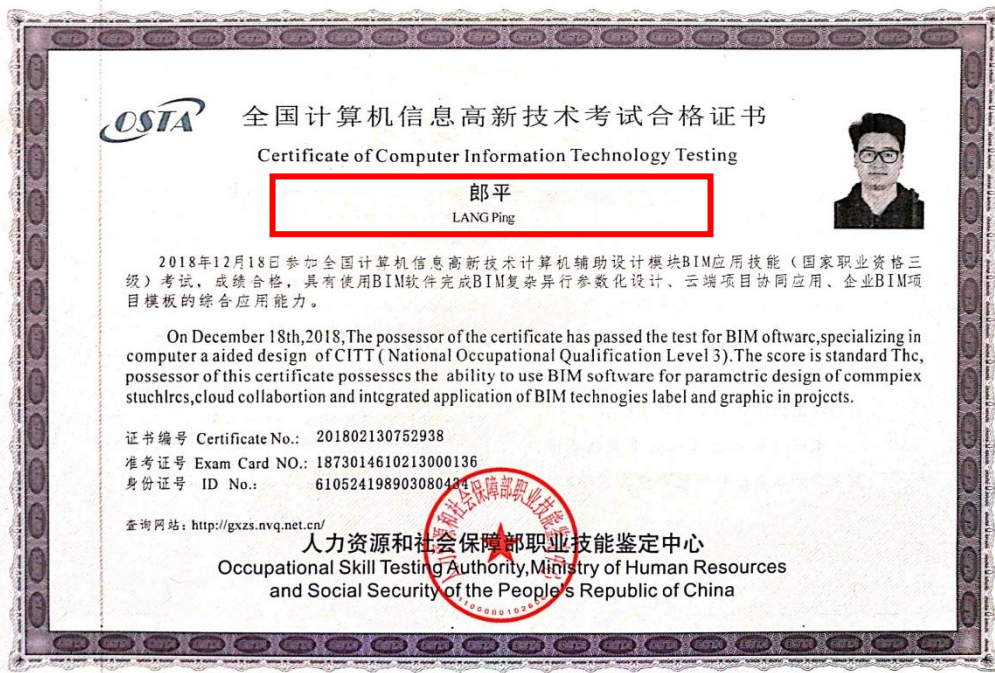 OSTA
全国计算机信息高新技术考试合格证书
Certificate of Computer Information Technology Testing
郎平
LANG Ping
2018年12月18日参加全国计算机信息高新技术计算机辅助设计模块BIM应用技能（国家职业资格三
级）考试，成绩合格，具有使用BIM软件完成BIM复杂异行参数化设计、云端项目协同应用、企业BIM项
目模板的综合应用能力。
On December 18th,2018,The possessor of the certificate has passed the test for BIM oftwarc,specializing in
computer a aided design of CITT ( National Occupational Qualification Level 3).The score is standard Thc,
possessor of this certificate possesscs the ability to use BIM software for paramctric design of commpiex
stuchlrcs,cloud collabortion and intcgrated application of BIM technogies label and graphic in projccts.
证书编号 Certificate No.: 201802130752938
准考证号 Exam Card NO.: 1873014610213000136
身份证号 ID No.: 610524198903080434
查询网站: http://gxzs.nvq.net.cn/
人力资源和社会保障部职业技能鉴定中心
Occupational Skill Testing Authority,Ministry of Human Resources
and Social Security of the People's Republic of China